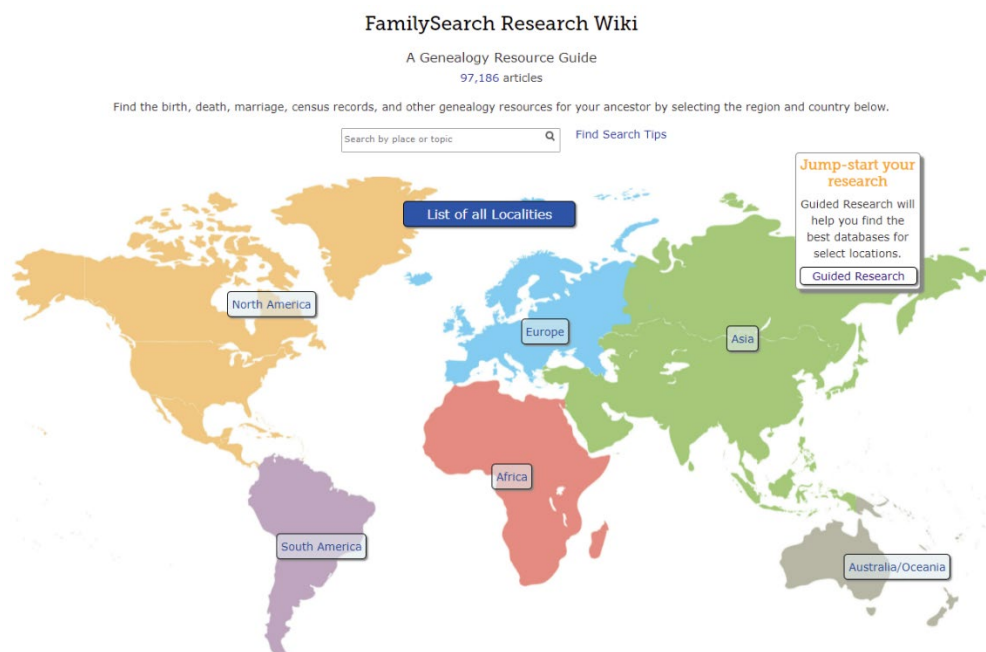 FamilySearch Research Wiki
A Genealogy Resource Guide
97,186 articles
Find the birth, death, marriage, census records, and other genealogy resources for your ancestor by selecting the region and country below.
Search by place or topic
Find Search Tips
Jump-start your
research
Guided Research will
help you find the
best databases for
select locations.
Guided Research
List of all Localities
North America
Europe
Asia
Africa
South America
Australia/Oceania